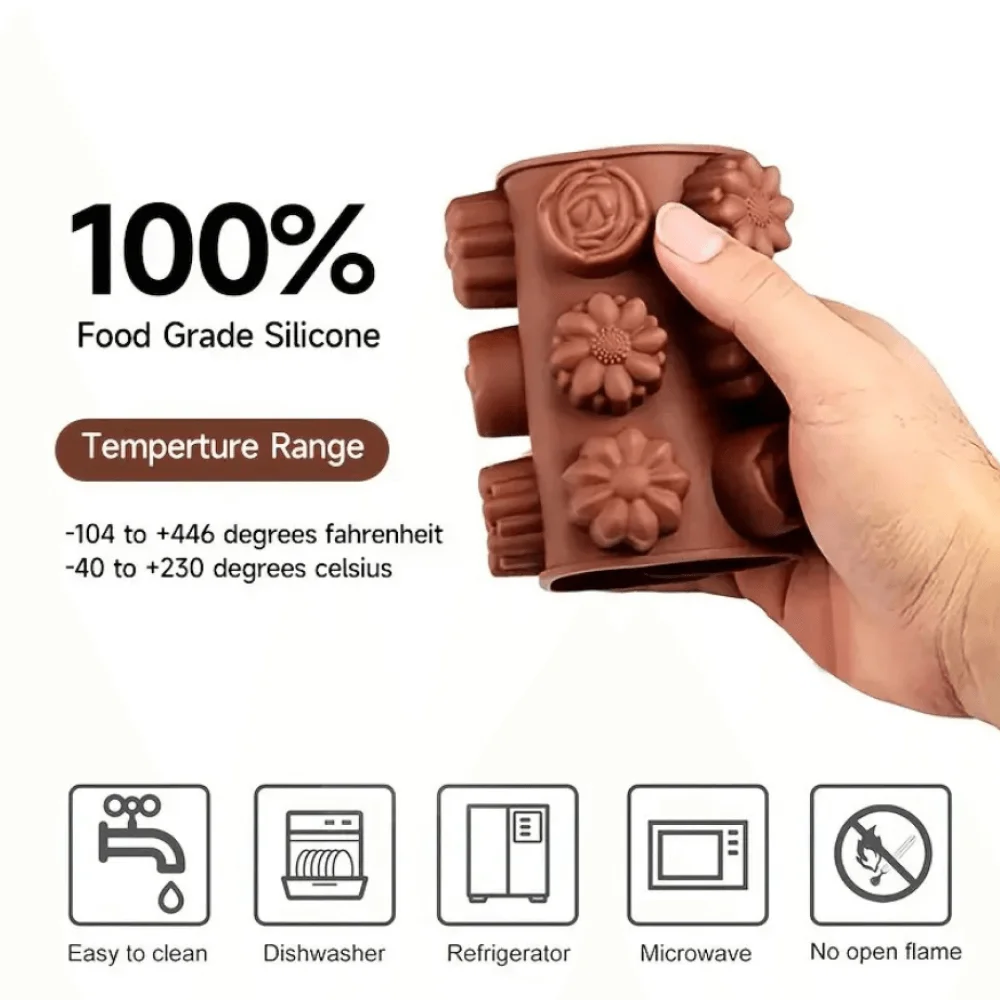 100%
Food Grade Silicone
Temperture Range
-104 to +446 degrees fahrenheit
-40 to +230 degrees celsius
Easy to clean
Dishwasher
Refrigerator
Microwave
No open flame